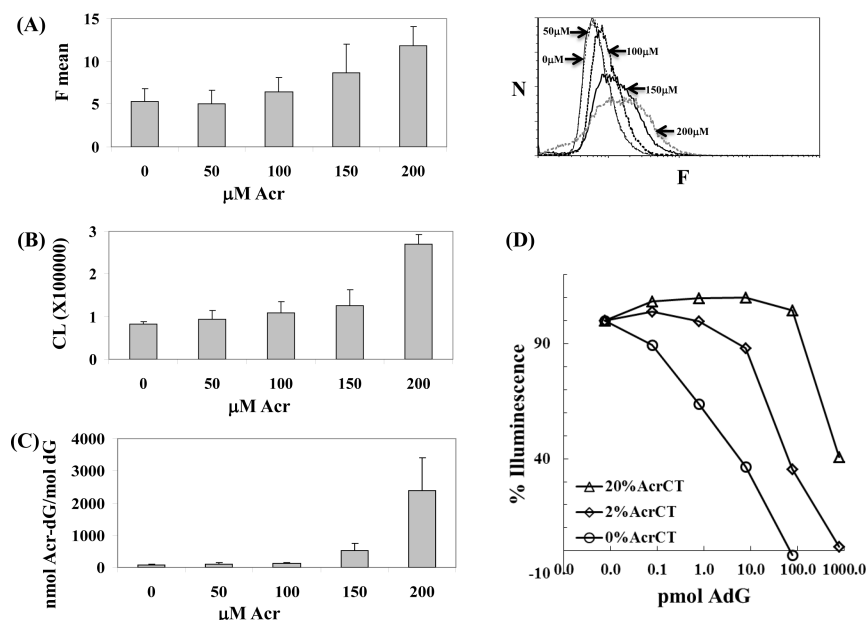 (A)
F mean
15
10
5
0
0 50 100 150 200
μM Acr
N
50μM
0μM
100μM
150μM
200μM
F
(B)
CL (X100000)
3
2
1
0
0 50 100 150 200
μM Acr
(C)
nmol Acr-dG/mol dG
4000
3000
2000
1000
0
0 50 100 150 200
μM Acr
(D)
% Illuminescence
90
40
-10
20%AcrCT
2%AcrCT
0%AcrCT
0.0 0.0 0.1 1.0 10.0 100.0 1000.0
pmol AdG